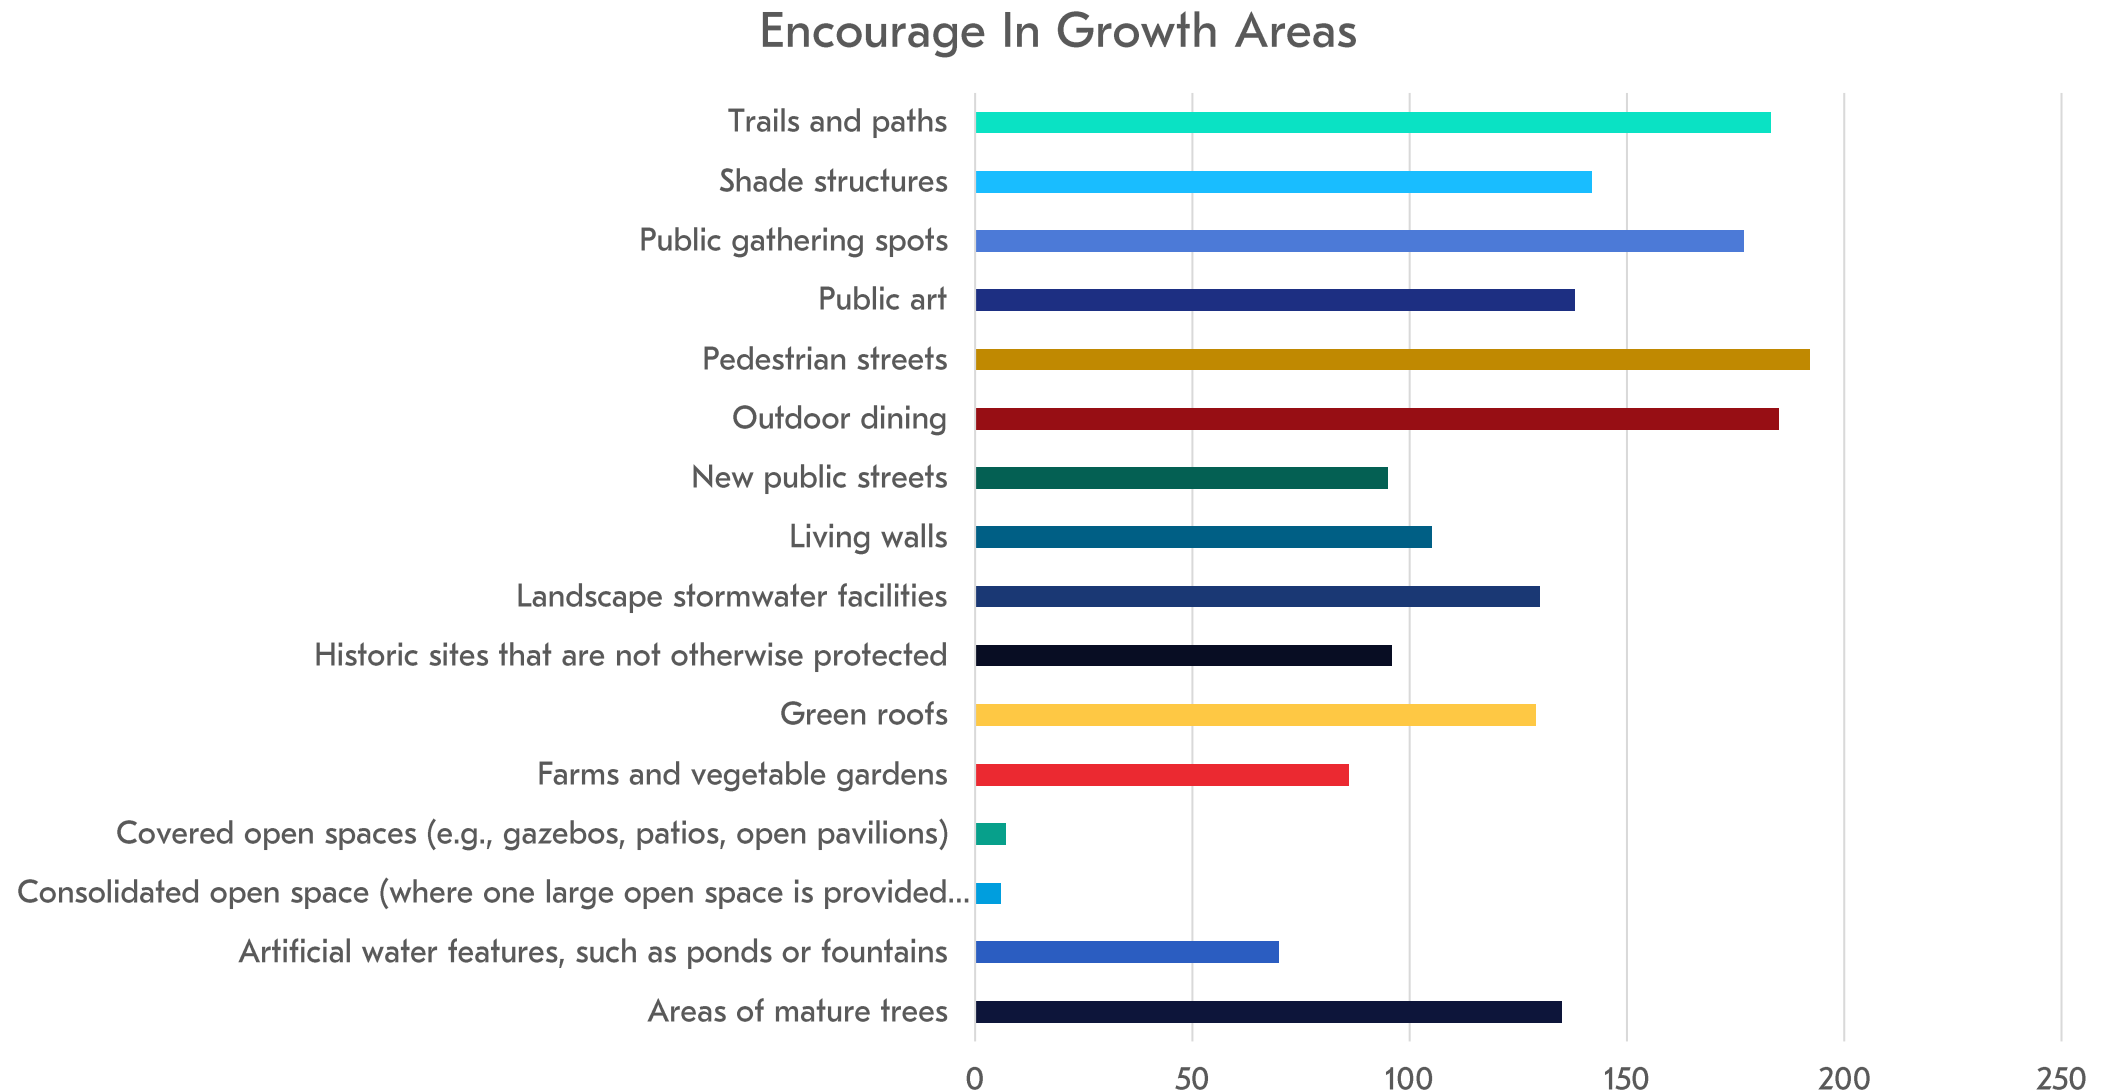 Encourage In Growth Areas
Trails and paths
Shade structures
Public gathering spots
Public art
Pedestrian streets
Outdoor dining
New public streets
Living walls
Landscape stormwater facilities
Historic sites that are not otherwise protected
Green roofs
Farms and vegetable gardens
Covered open spaces (e.g., gazebos, patios, open pavilions)
Consolidated open space (where one large open space is provided...
Artificial water features, such as ponds or fountains
Areas of mature trees
0 50 100 150 200 250